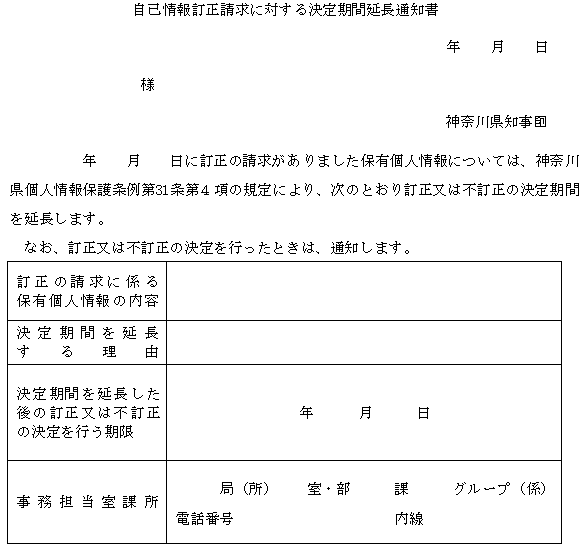 自己情報訂正請求に対する決定期間延長通知書
年　月　日
様
神奈川県知事印
年　月　日に訂正の請求がありました保有個人情報については、神奈川
県個人情報保護条例第31条第４項の規定により、次のとおり訂正又は不訂正の決定期間
を延長します。
なお、訂正又は不訂正の決定を行ったときは、通知します。
訂正の請求に係る
保有個人情報の内容
決定期間を延長
する理由
決定期間を延長した
後の訂正又は不訂正
の決定を行う期限
年　月　日
事務担当室課所
局（所）　室・部　課　グループ（係）
電話番号　内線